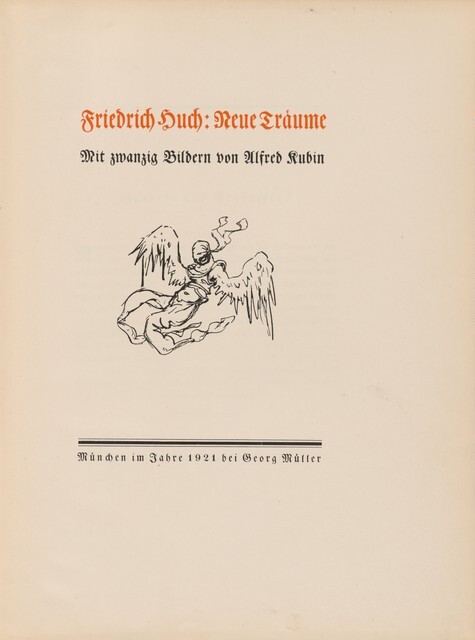 Friedrich Huch: Neue Träume
Mit zwanzig Bildern von Alfred Kubin
München im Jahre 1921 bei Georg Müller